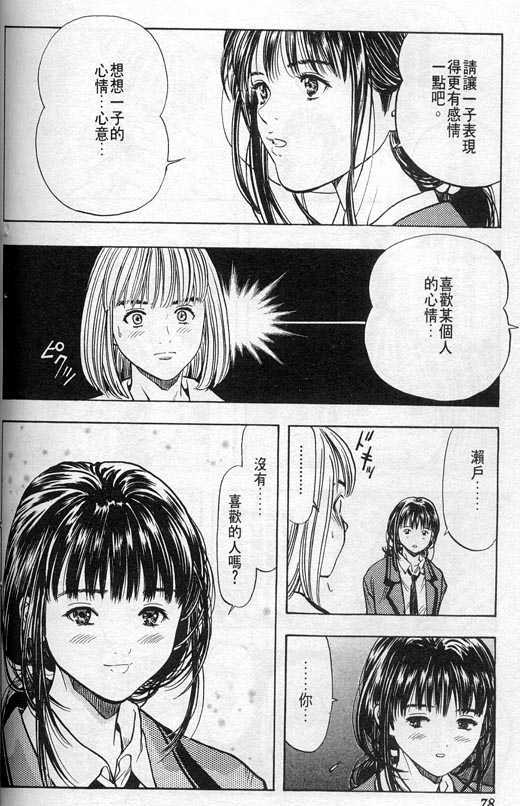 請讓一子表現
得更有感情
一點吧。
想想一子的
心情…心意…
喜歡某個人
的心情…
ピクッ
瀨戶……
ドキッ
…………
……你……
沒有……
喜歡的人嗎?
78